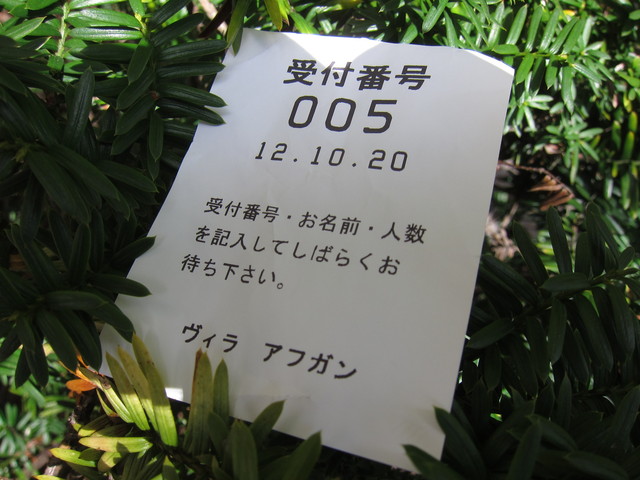 受付番号
005
12.10.20
受付番号・お名前・人数
を記入してしばらくお
待ち下さい。
ヴィラ アフガン